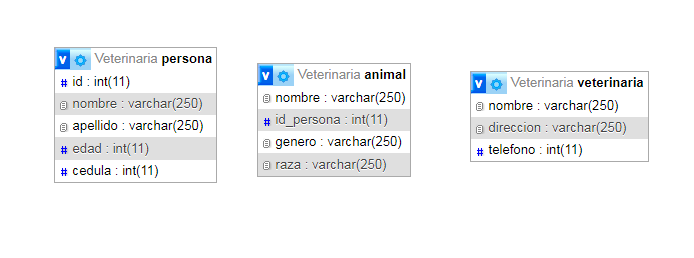 v Veterinaria persona
# id : int(11)
nombre : varchar(250)
apellido : varchar(250)
# edad : int(11)
# cedula : int(11)
v Veterinaria animal
nombre : varchar(250)
# id_persona : int(11)
genero : varchar(250)
raza : varchar(250)
v Veterinaria veterinaria
nombre : varchar(250)
direccion : varchar(250)
# telefono : int(11)